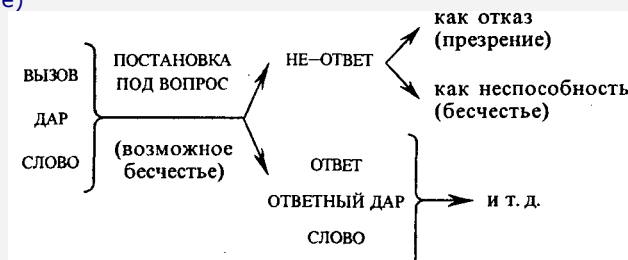 е)
как отказ
(презрение)
ПОСТАНОВКА
ПОД ВОПРОС
НЕ—ОТВЕТ
ВЫЗОВ
как неспособность
(бесчестье)
ДАР
(возможное
бесчестье)
СЛОВО
ОТВЕТ
ОТВЕТНЫЙ ДАР
и т. д.
СЛОВО